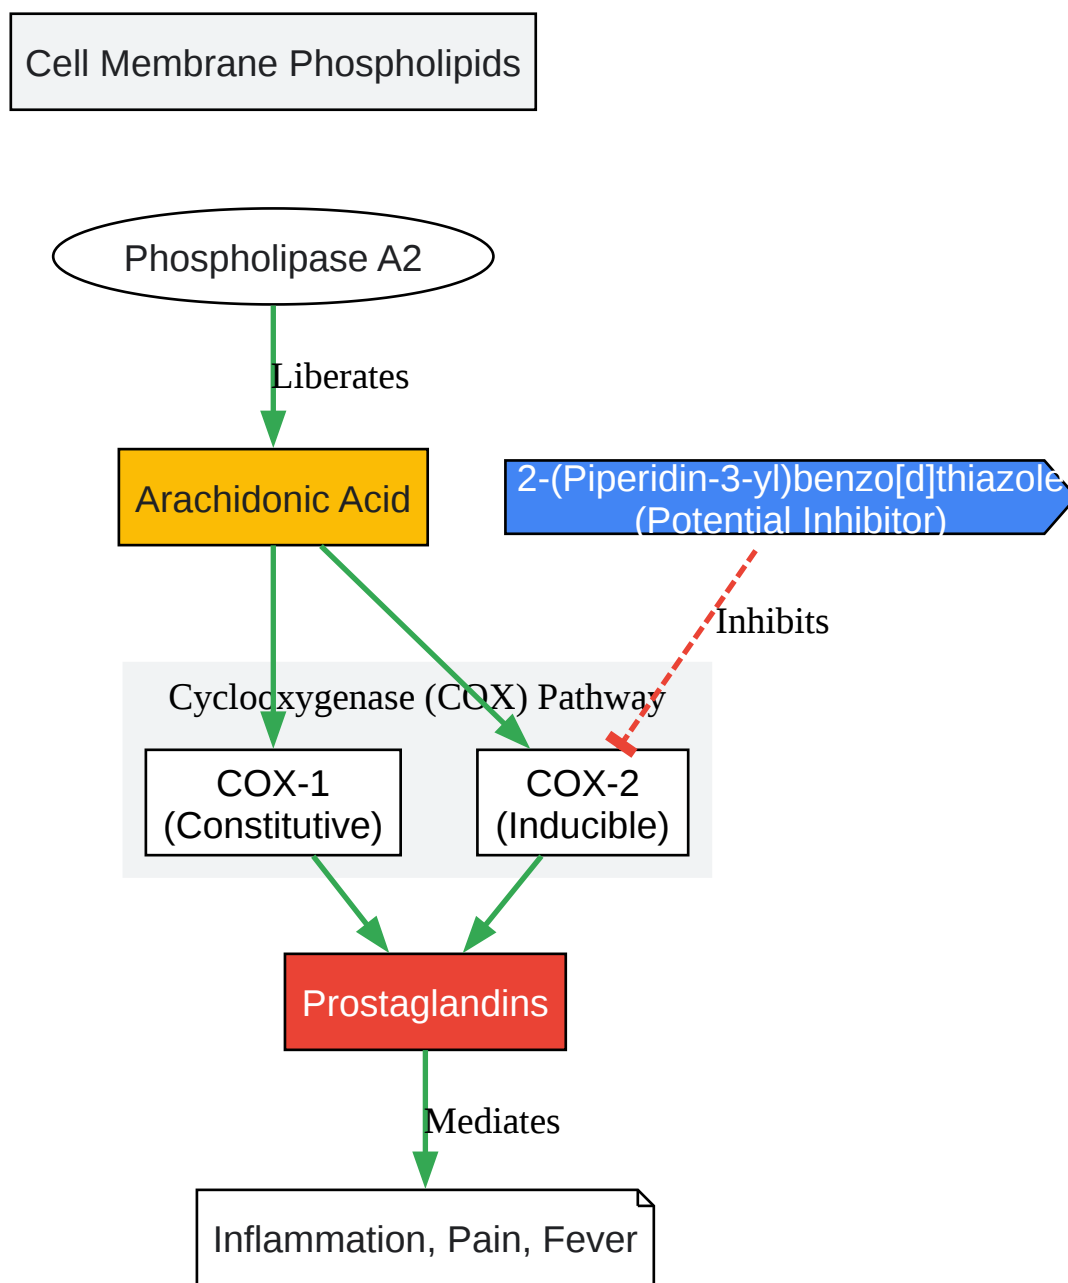 Cell Membrane Phospholipids
Phospholipase A2
Liberates
Arachidonic Acid
2-(Piperidin-3-yl)benzo[d]thiazole
(Potential Inhibitor)
Inhibits
Cyclooxygenase (COX) Pathway
COX-1
(Constitutive)
COX-2
(Inducible)
Prostaglandins
Mediates
Inflammation, Pain, Fever